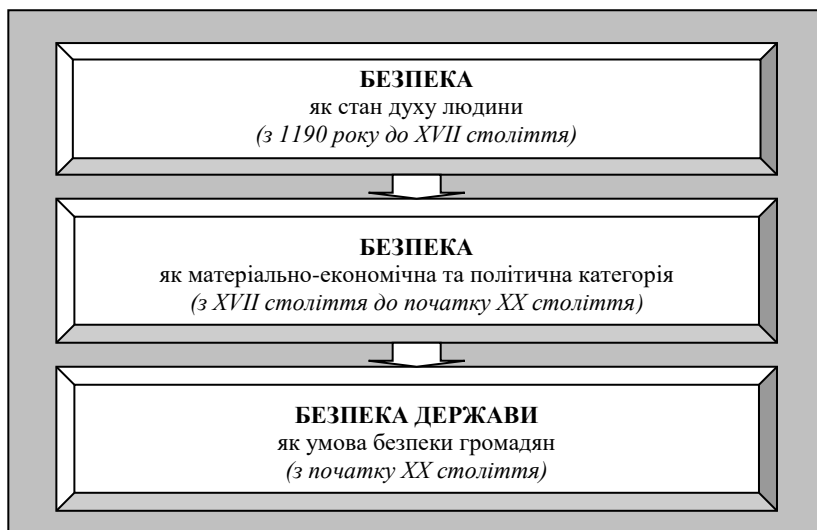 БЕЗПЕКА
як стан духу людини
(з 1190 року до XVII століття)
БЕЗПЕКА
як матеріально-економічна та політична категорія
(з XVII століття до початку XX століття)
БЕЗПЕКА ДЕРЖАВИ
як умова безпеки громадян
(з початку XX століття)